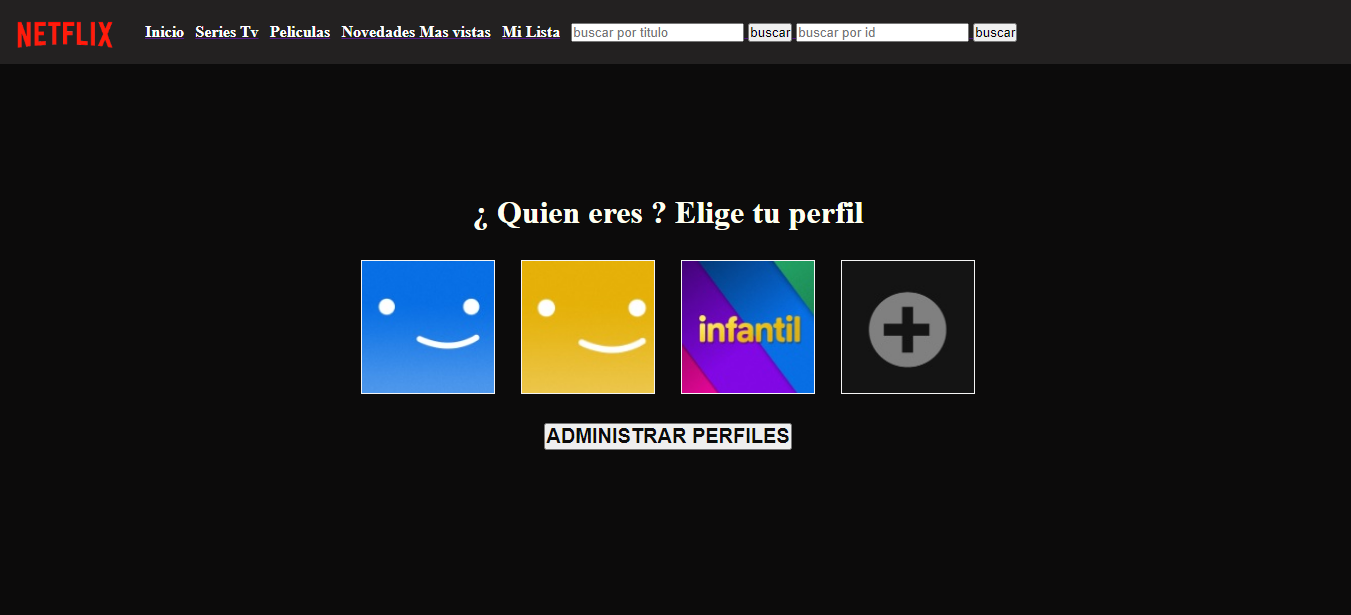 NETFLIX Inicio Series Tv Peliculas Novedades Mas vistas Mi Lista buscar por titulo buscar buscar por id buscar
¿ Quien eres ? Elige tu perfil
infantil
ADMINISTRAR PERFILES